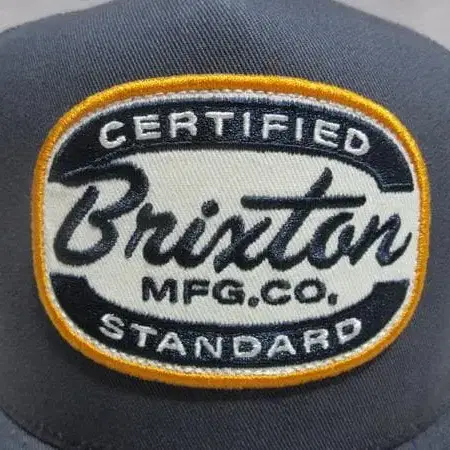 CERTIFIED
Brixton
MFG.CO.
STANDARD